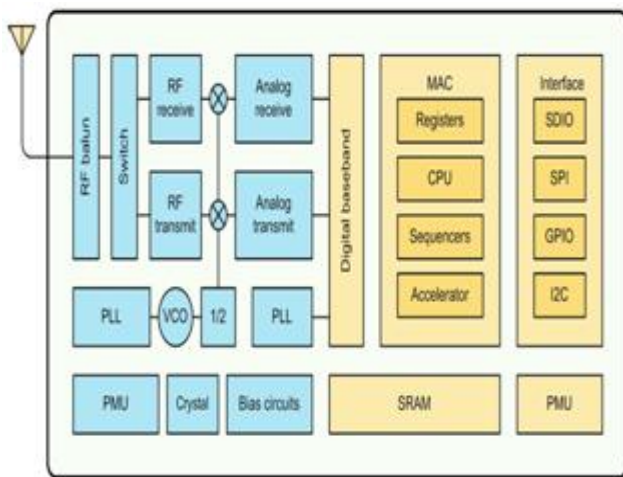 RF balun
Switch
RF
receive
Analog
receive
RF
transmit
Analog
transmit
PLL
VCO
1/2
PLL
Digital baseband
MAC
Registers
CPU
Sequencers
Accelerator
Interface
SDIO
SPI
GPIO
I2C
PMU
Crystal
Bias circuits
SRAM
PMU